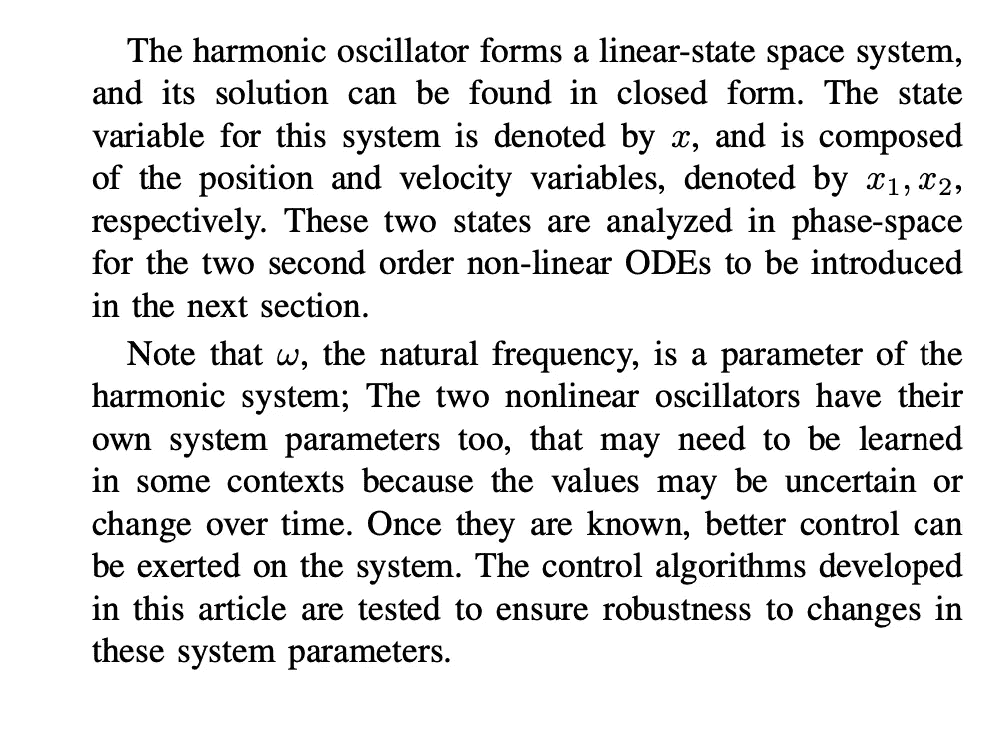 The harmonic oscillator forms a linear-state space system,
and its solution can be found in closed form. The state
variable for this system is denoted by x, and is composed
of the position and velocity variables, denoted by x₁, x₂,
respectively. These two states are analyzed in phase-space
for the two second order non-linear ODEs to be introduced
in the next section.
Note that ω, the natural frequency, is a parameter of the
harmonic system; The two nonlinear oscillators have their
own system parameters too, that may need to be learned
in some contexts because the values may be uncertain or
change over time. Once they are known, better control can
be exerted on the system. The control algorithms developed
in this article are tested to ensure robustness to changes in
these system parameters.